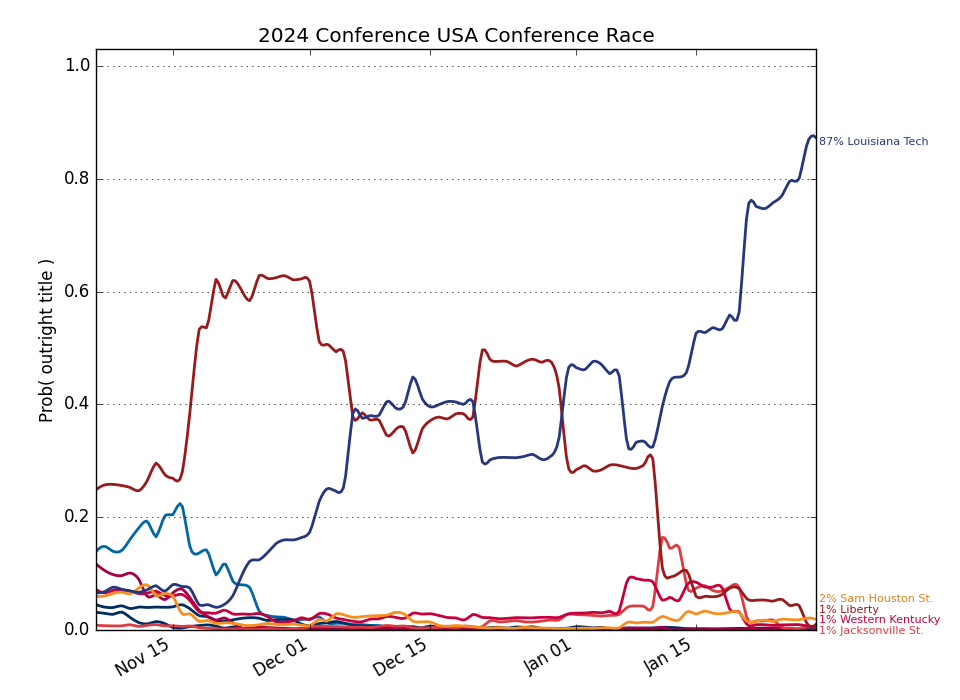 2024 Conference USA Conference Race
1.0
0.8
0.6
0.4
0.2
0.0
Prob( outright title )
87% Louisiana Tech
2% Sam Houston St.
1% Liberty
1% Western Kentucky
1% Jacksonville St.
Nov 15
Dec 01
Dec 15
Jan 01
Jan 15